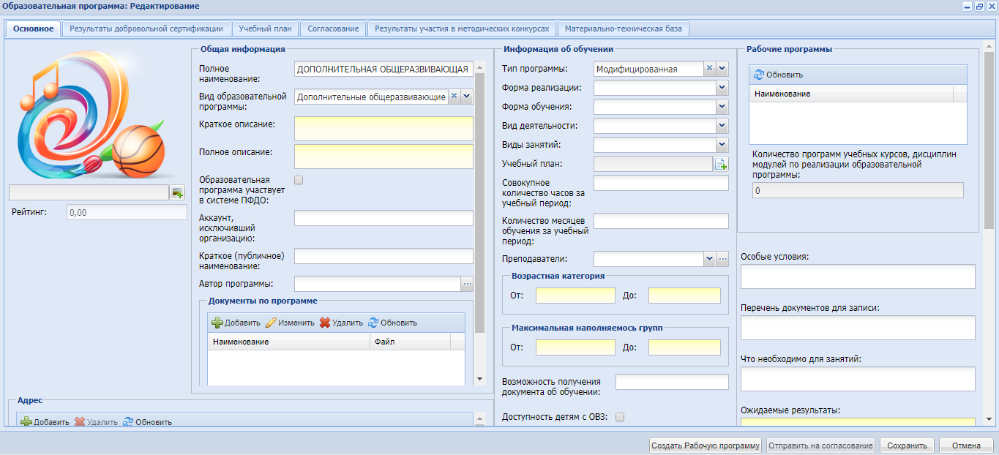 Образовательная программа: Редактирование
Основное
Результаты добровольной сертификации
Учебный план
Согласование
Результаты участия в методических конкурсах
Материально-техническая база
Рейтинг:
0,00
Общая информация
Полное
наименование:
ДОПОЛНИТЕЛЬНАЯ ОБЩЕРАЗВИВАЮЩАЯ
Вид образовательной
программы:
Дополнительные общеразвивающие
Краткое описание:
Полное описание:
Образовательная
программа участвует
в системе ПФДО:
Аккаунт,
исключивший
организацию:
Краткое (публичное)
наименование:
Автор программы:
Документы по программе
Добавить Изменить Удалить Обновить
Наименование Файл
Адрес
Добавить Удалить Обновить
Информация об обучении
Тип программы:
Модифицированная
Форма реализации:
Форма обучения:
Вид деятельности:
Виды занятий:
Учебный план:
Совокупное
количество часов за
учебный период:
Количество месяцев
обучения за учебный
период:
Преподаватели:
Возрастная категория
От: До:
Максимальная наполняемось групп
От: До:
Возможность получения
документа об обучении:
Доступность детям с ОВЗ:
Рабочие программы
Обновить
Наименование
Количество программ учебных курсов, дисциплин
модулей по реализации образовательной
программы:
0
Особые условия:
Перечень документов для записи:
Что необходимо для занятий:
Ожидаемые результаты:
Создать Рабочую программу
Отправить на согласование
Сохранить
Отмена